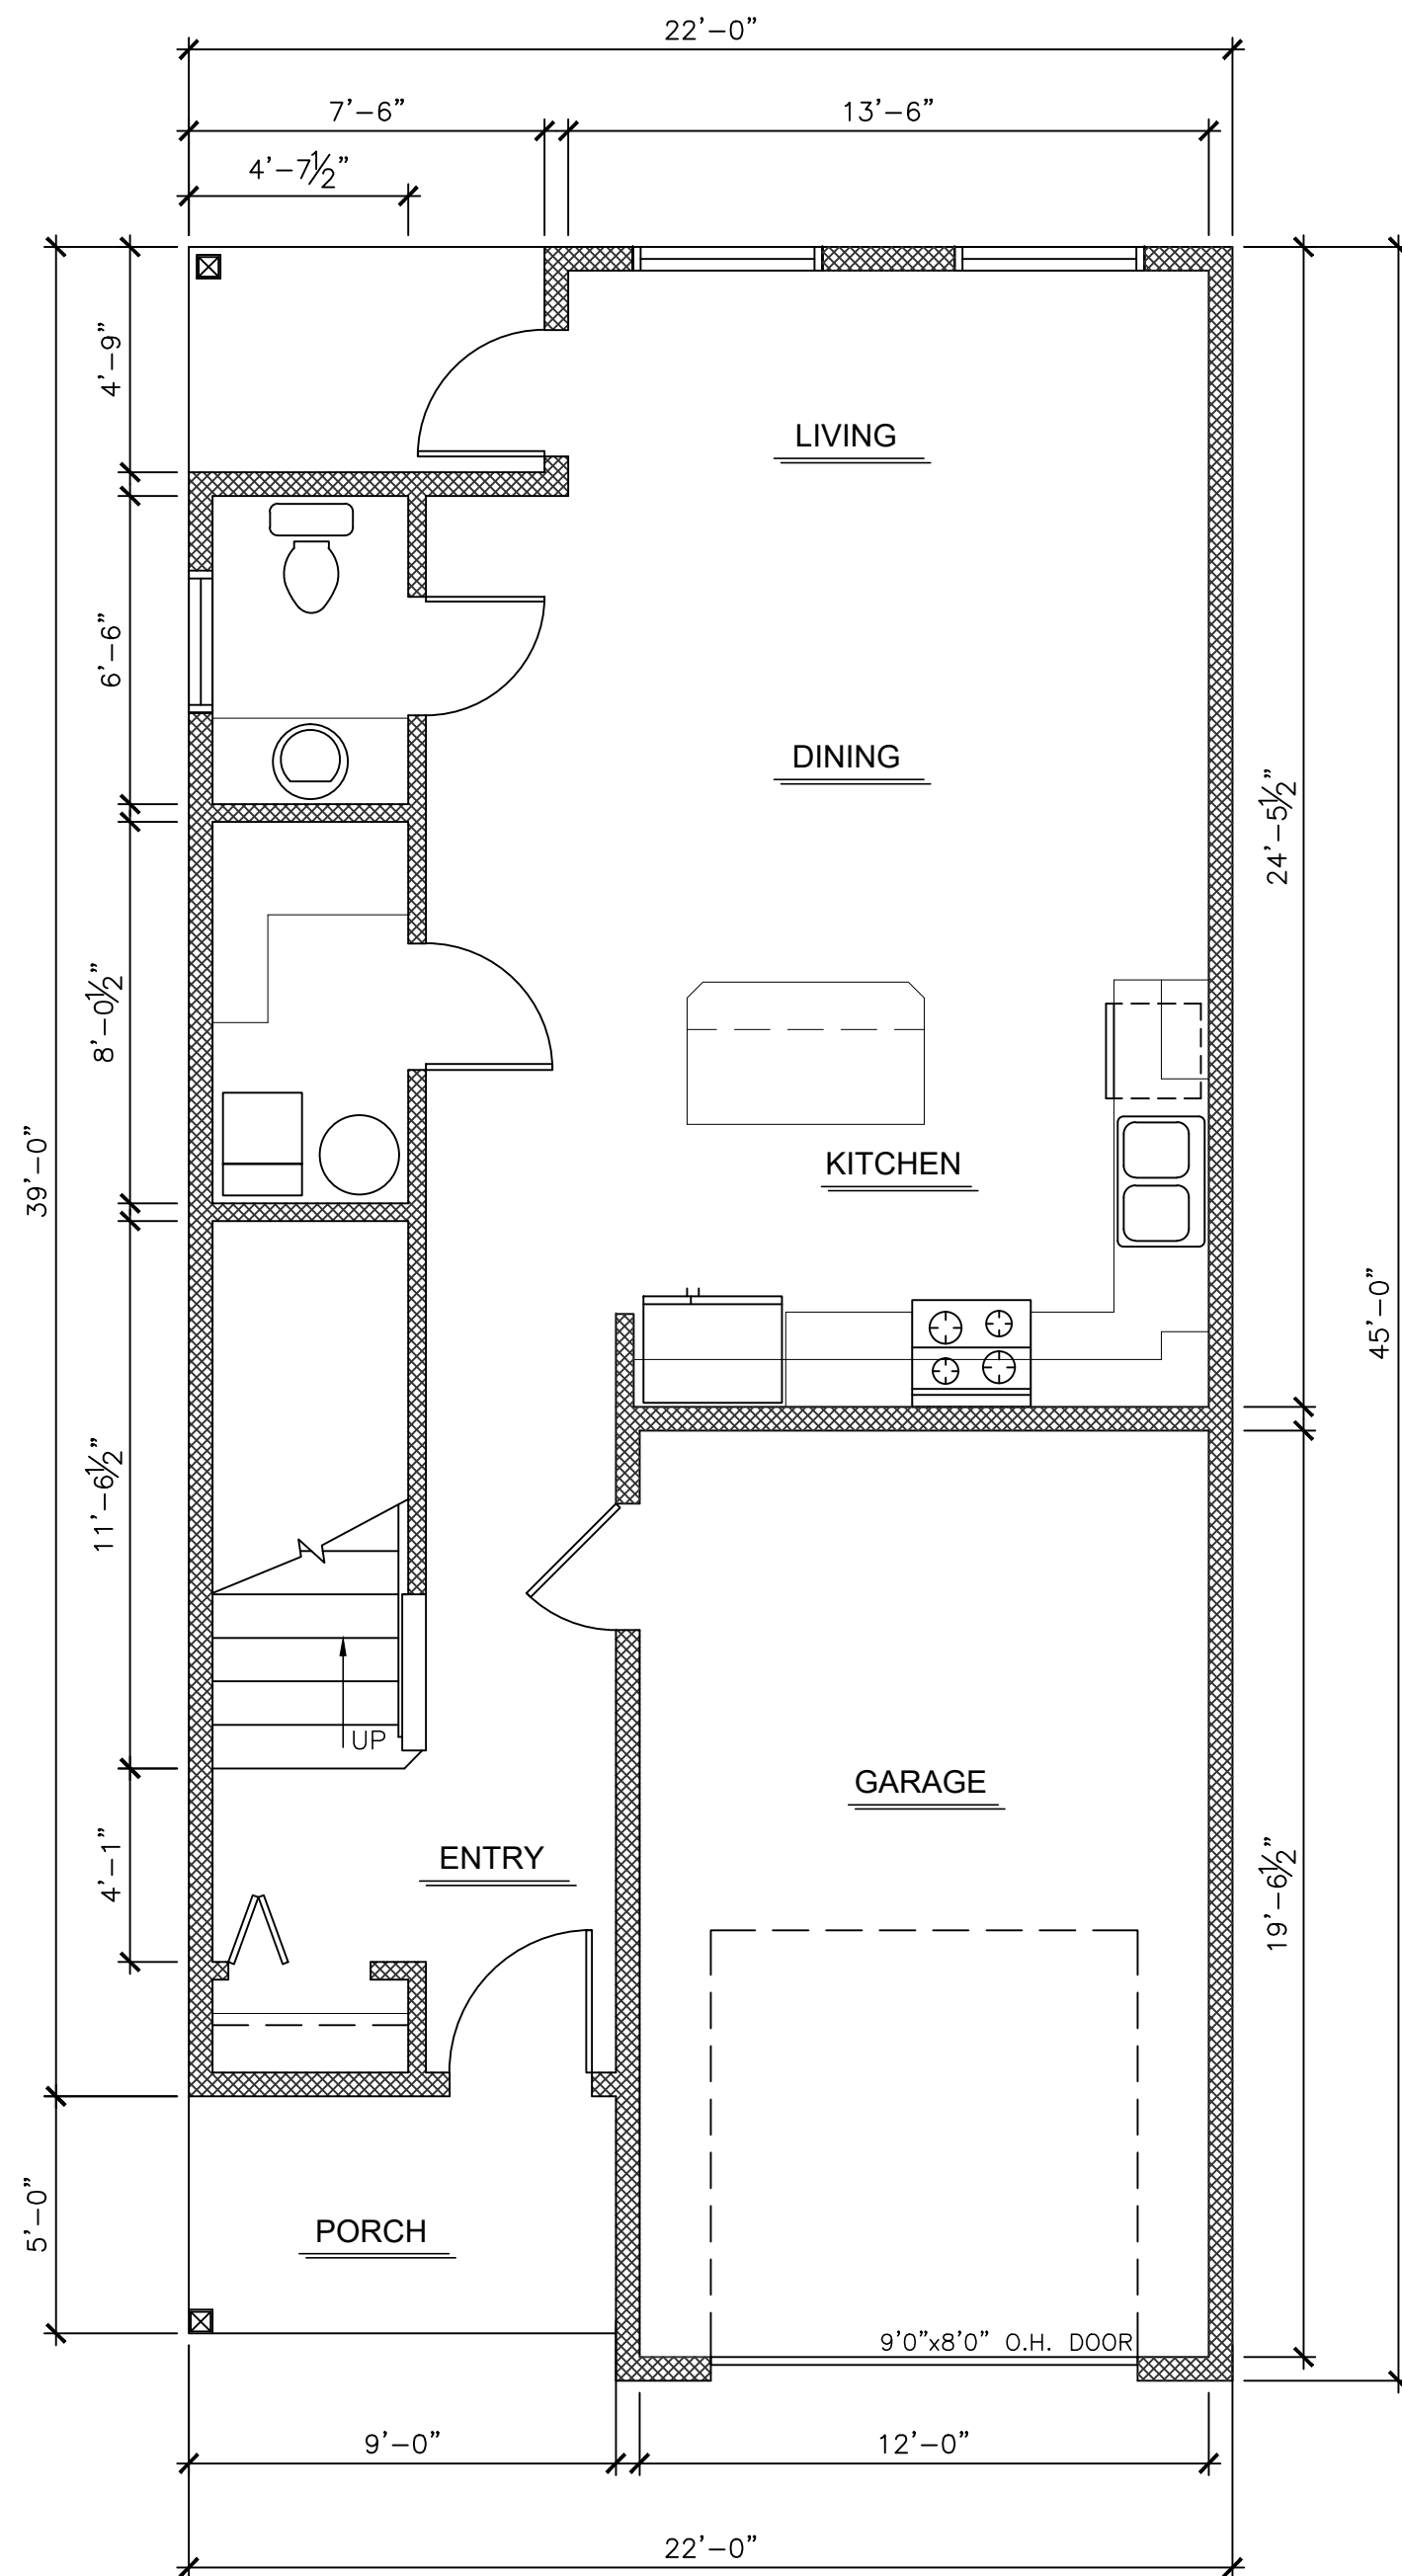 22'-0"
7'-6"
13'-6"
4'-7½"
4'-9"
LIVING
6'-6"
DINING
24'-5½"
8'-0½"
39'-0"
KITCHEN
45'-0"
11'-6½"
UP
GARAGE
ENTRY
4'-1"
19'-6½"
5'-0"
PORCH
9'0"x8'0" O.H. DOOR
9'-0"
12'-0"
22'-0"